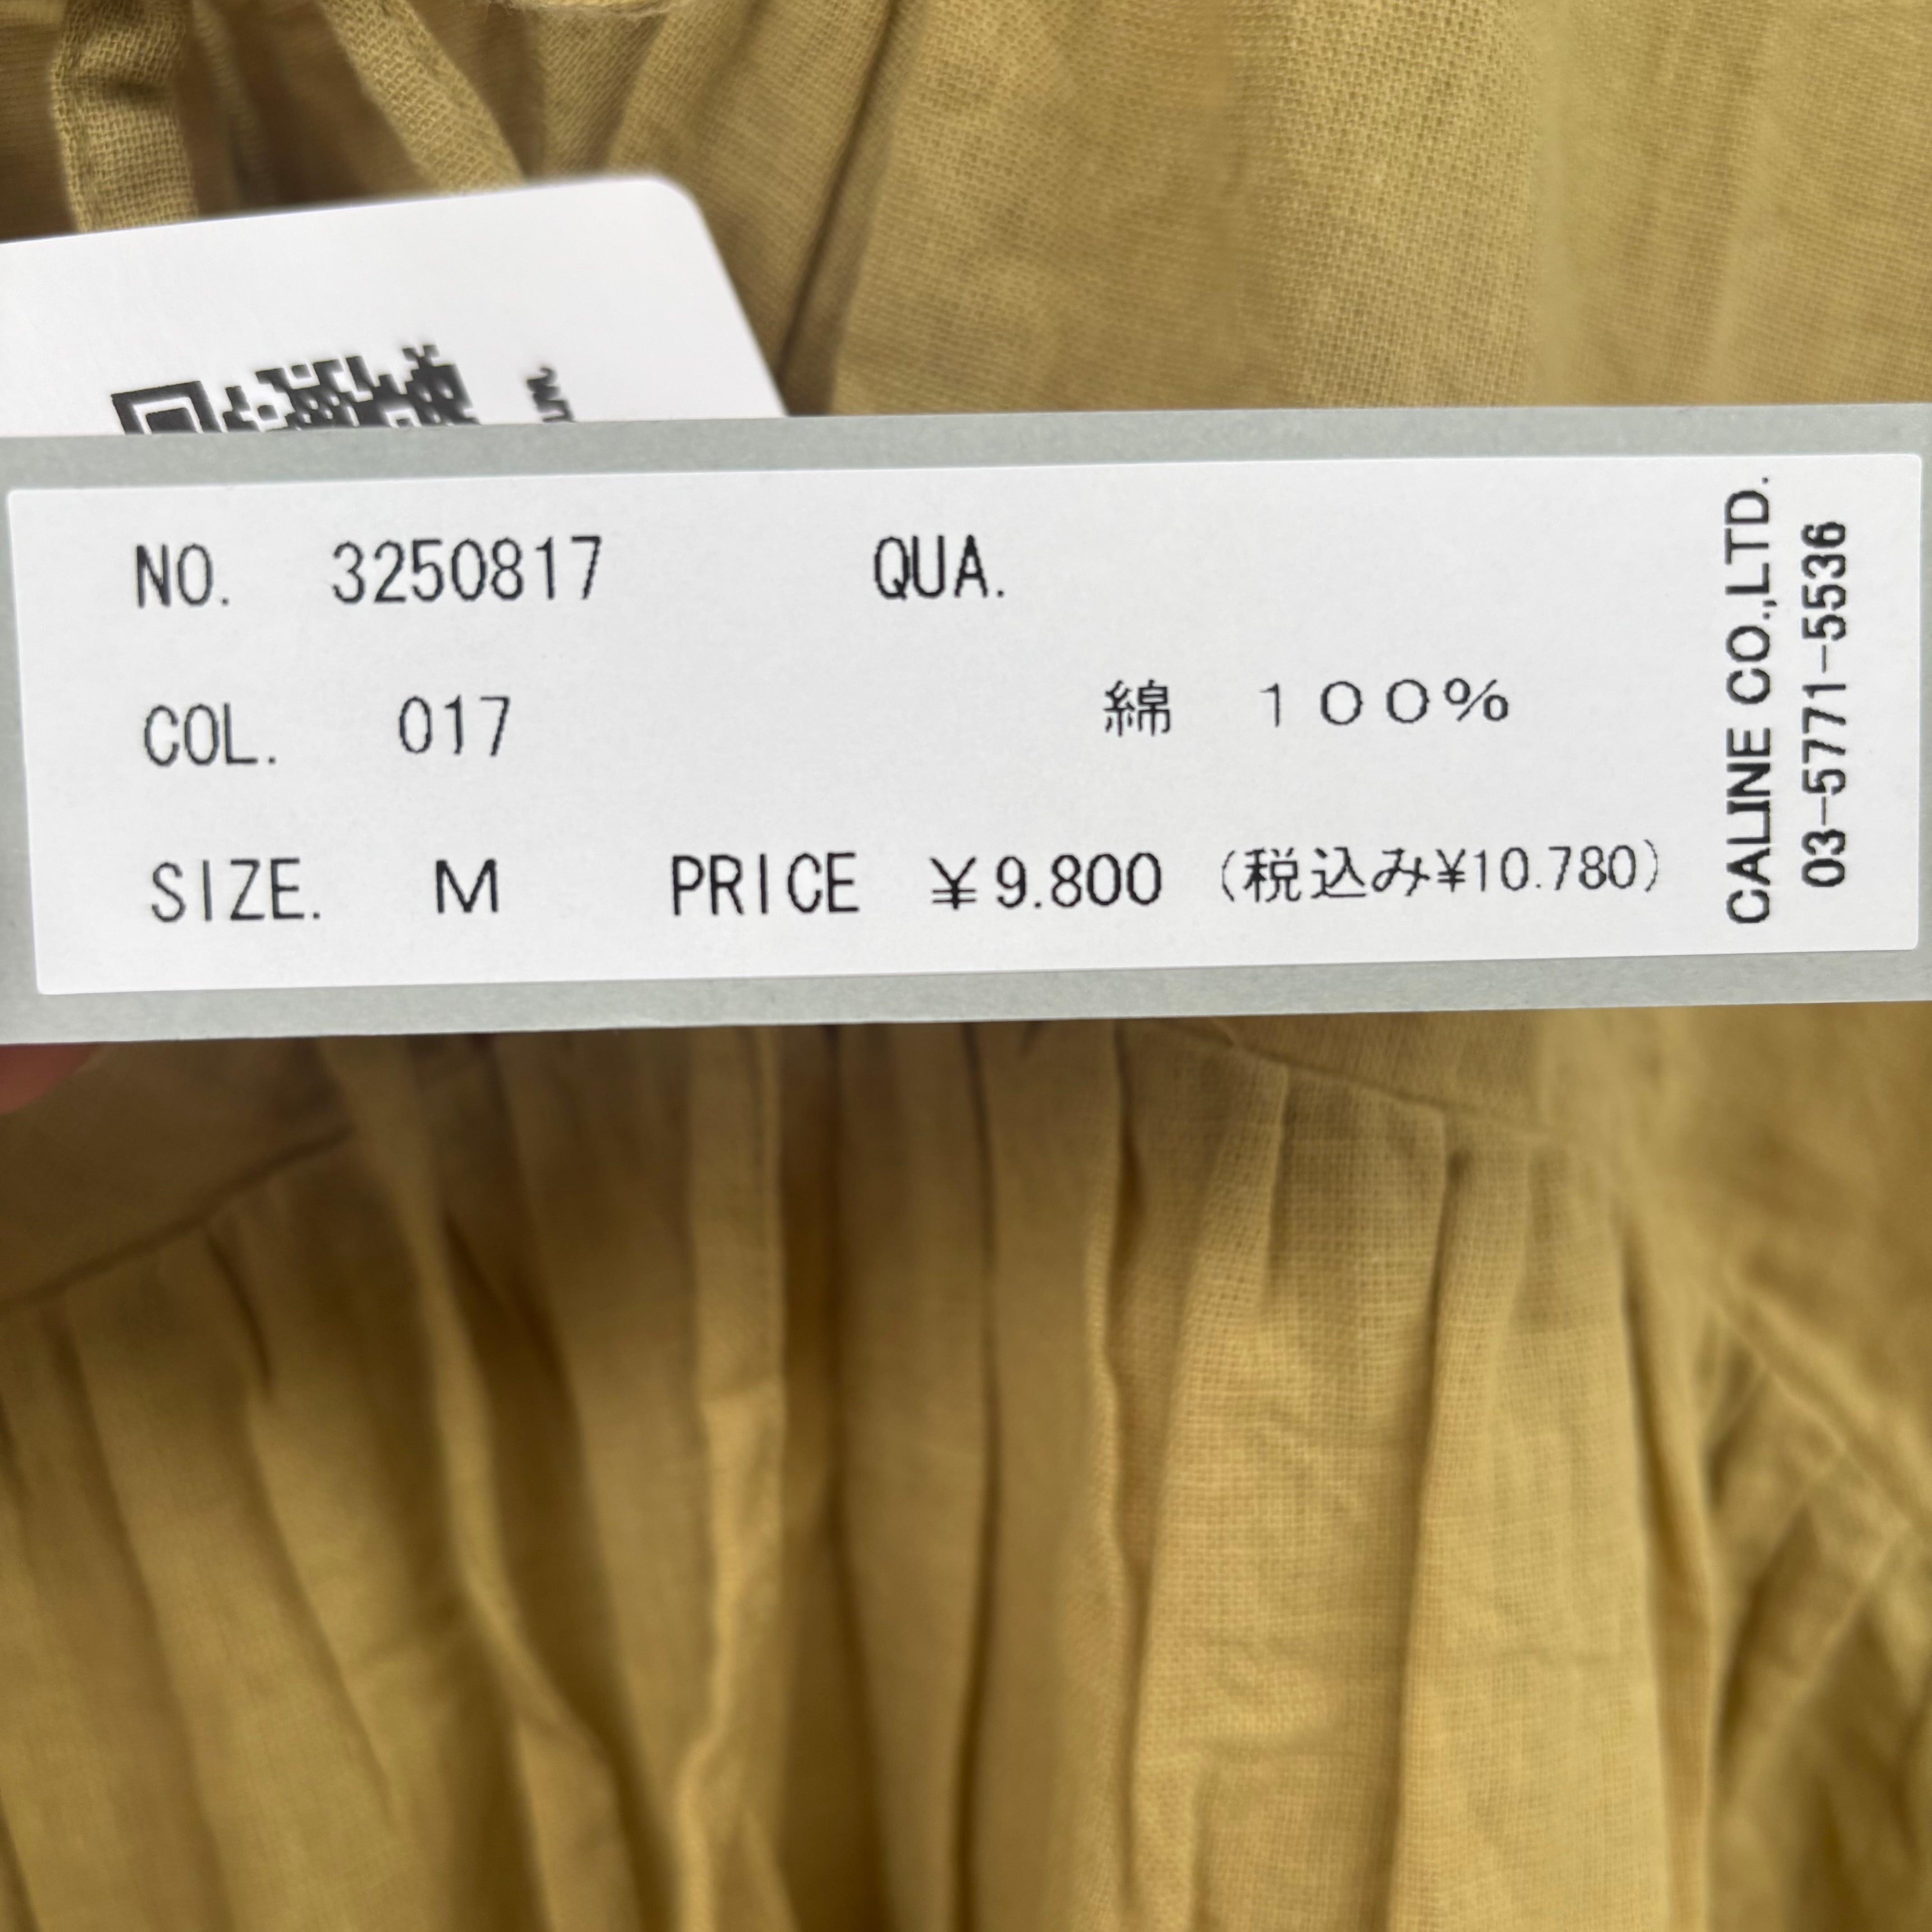 NO. 3250817 QUA.
COL. 017 綿 100%
SIZE. M PRICE ¥9.800 (税込み¥10.780)
CALINE CO.,LTD.
03-5771-5536